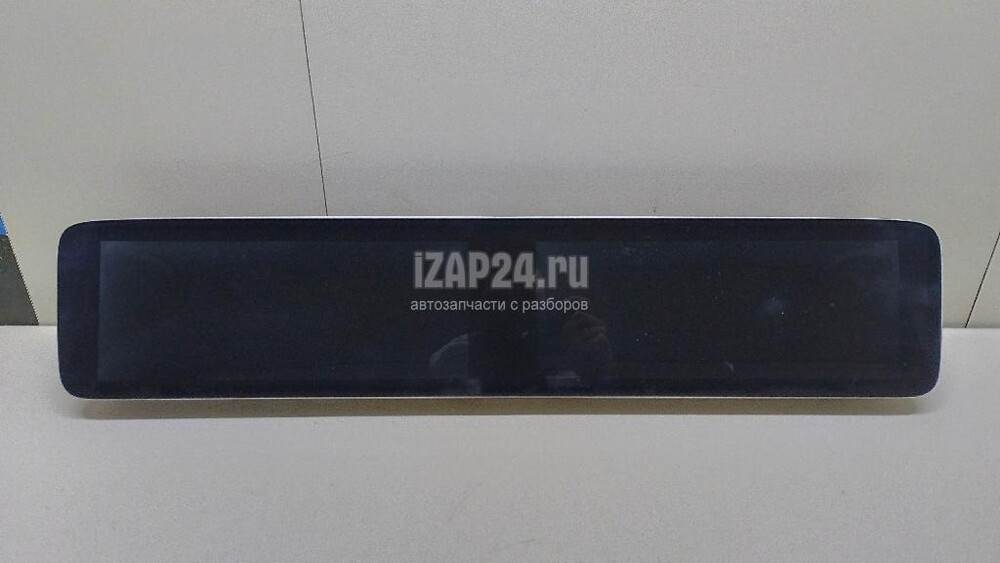 iZAP24.ru
автозапчасти с разборов